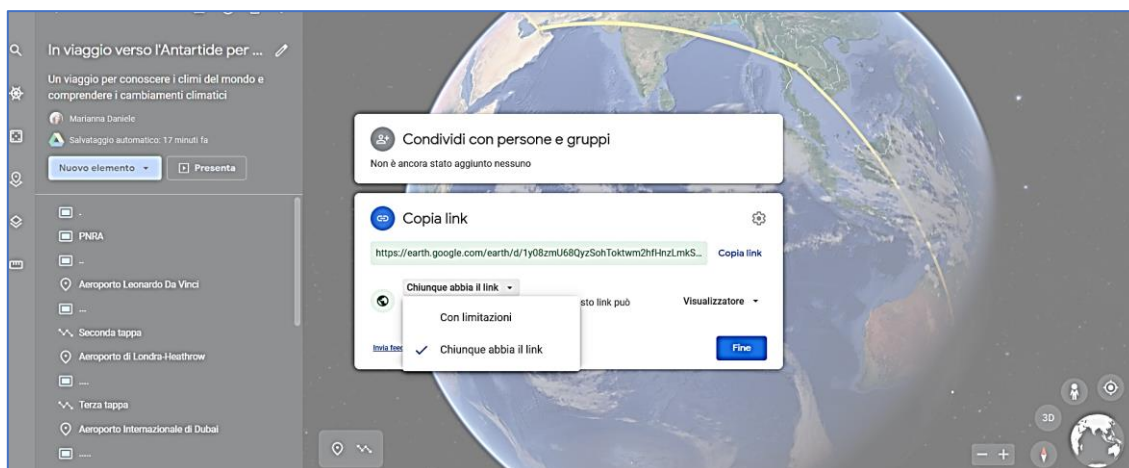 In viaggio verso l'Antartide per ...
Un viaggio per conoscere i climi del mondo e
comprendere i cambiamenti climatici
Marianna Daniele
Salvataggio automatico: 17 minuti fa
Nuovo elemento
Presenta
.
PNRA
..
Aeroporto Leonardo Da Vinci
...
Seconda tappa
Aeroporto di Londra-Heathrow
....
Terza tappa
Aeroporto Internazionale di Dubai
.....
Condividi con persone e gruppi
Non è ancora stato aggiunto nessuno
Copia link
https://earth.google.com/earth/d/1y08zmU68QyzSohToktwm2hfHnzLmkS...
Copia link
Chiunque abbia il link
sto link può
Visualizzatore
Con limitazioni
Chiunque abbia il link
Invia feed
Fine
3D